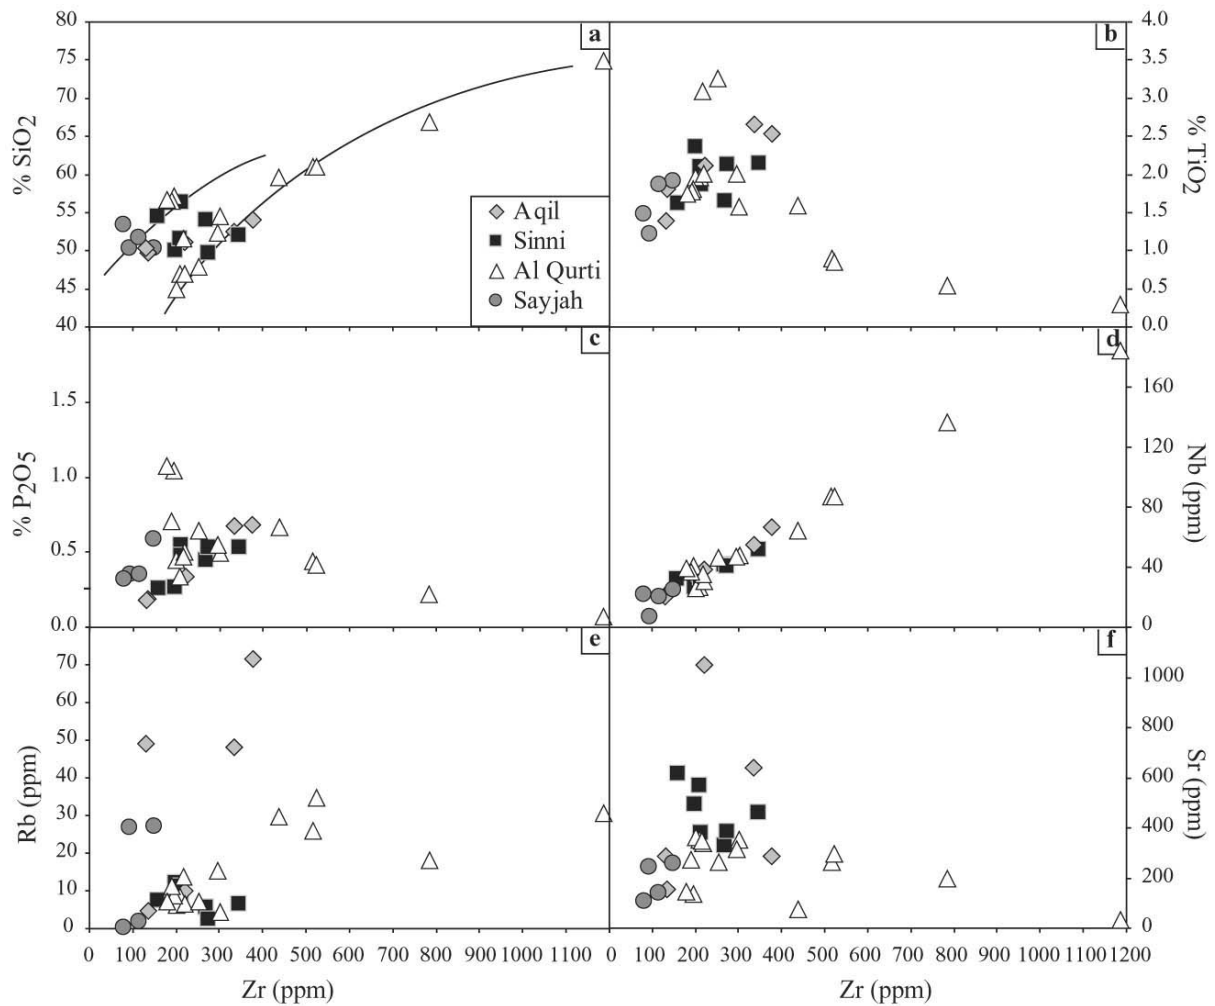 80
75
70
65
60
55
50
45
40
% SiO2
a
Aqil
Sinni
Al Qurti
Sayjah
b
4.0
3.5
3.0
2.5
2.0
1.5
1.0
0.5
0.0
% TiO2
c
1.5
1.0
0.5
0.0
% P2O5
d
160
120
80
40
0
Nb (ppm)
e
70
60
50
40
30
20
10
0
Rb (ppm)
f
1000
800
600
400
200
0
Sr (ppm)
0 100 200 300 400 500 600 700 800 900 1000 1100
Zr (ppm)
0 100 200 300 400 500 600 700 800 900 1000 1100 1200
Zr (ppm)